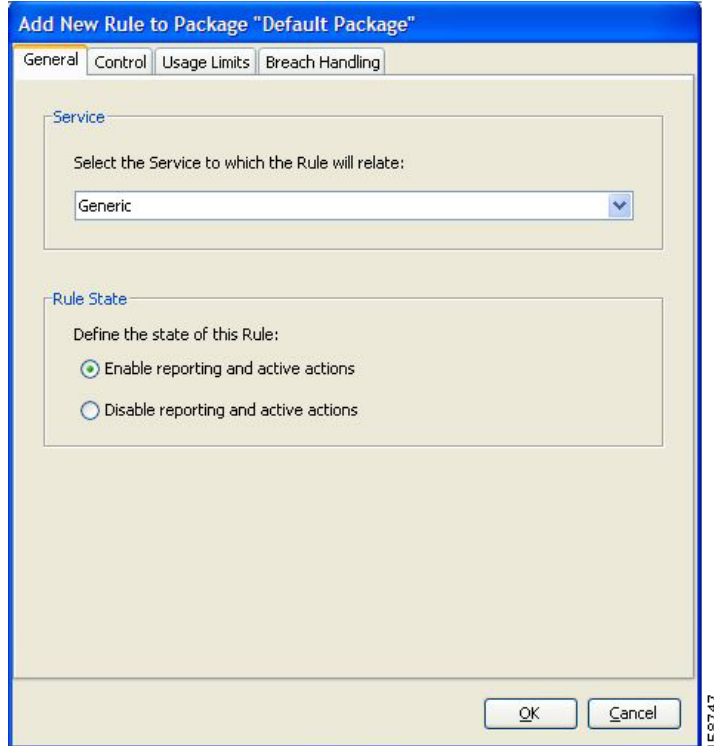 Add New Rule to Package "Default Package"
General Control Usage Limits Breach Handling
Service
Select the Service to which the Rule will relate:
Generic
Rule State
Define the state of this Rule:
Enable reporting and active actions
Disable reporting and active actions
OK Cancel